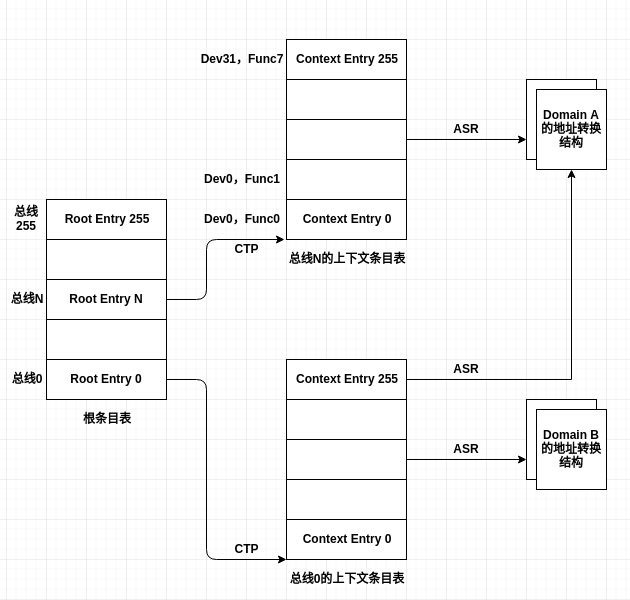 Dev31，Func7
Context Entry 255
ASR
Domain A
的地址转换
结构
Dev0，Func1
Dev0，Func0
Context Entry 0
CTP
总线N的上下文条目表
总线
255
Root Entry 255
总线N
Root Entry N
总线0
Root Entry 0
根条目表
Context Entry 255
ASR
ASR
Domain B
的地址转换
结构
Context Entry 0
CTP
总线0的上下文条目表